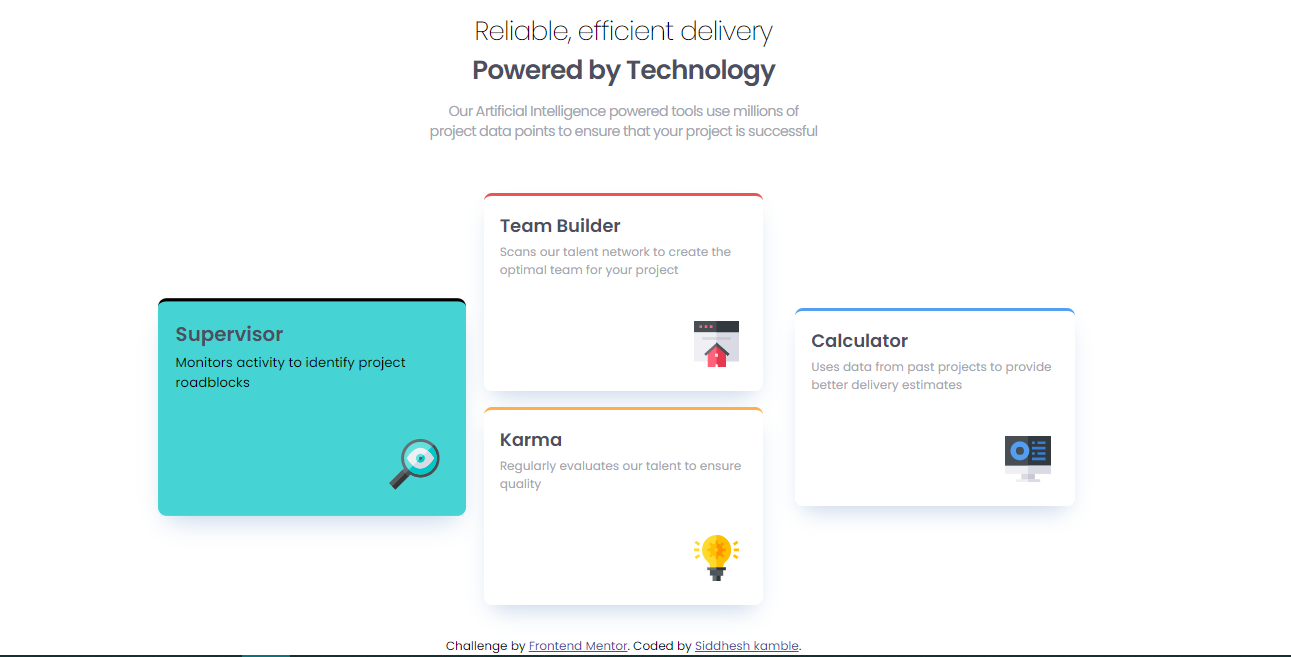 Reliable, efficient delivery
Powered by Technology
Our Artificial Intelligence powered tools use millions of
project data points to ensure that your project is successful
Supervisor
Monitors activity to identify project
roadblocks
Team Builder
Scans our talent network to create the
optimal team for your project
Karma
Regularly evaluates our talent to ensure
quality
Calculator
Uses data from past projects to provide
better delivery estimates
Challenge by Frontend Mentor. Coded by Siddhesh kamble.